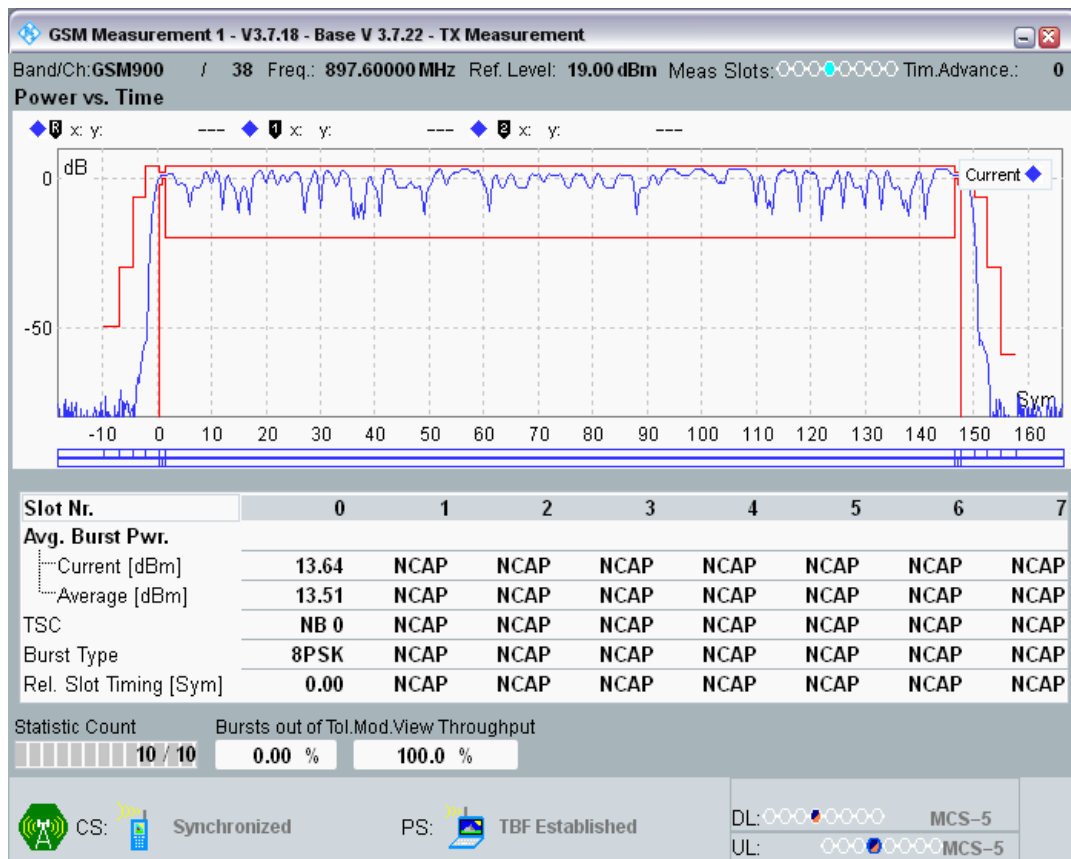 GSM Measurement 1 - V3.7.18 - Base V 3.7.22 - TX Measurement
Band/Ch:GSM900 / 38 Freq.: 897.60000 MHz Ref. Level: 19.00 dBm Meas Slots: Tim.Advance.: 0
Power vs. Time
R x: y: --- 1 x: y: --- 2 x: y: ---
dB
0
Current
-50
Sym
-10 0 10 20 30 40 50 60 70 80 90 100 110 120 130 140 150 160
Slot Nr. 0 1 2 3 4 5 6 7
Avg. Burst Pwr.
Current [dBm] 13.64 NCAP NCAP NCAP NCAP NCAP NCAP NCAP
Average [dBm] 13.51 NCAP NCAP NCAP NCAP NCAP NCAP NCAP
TSC NB 0 NCAP NCAP NCAP NCAP NCAP NCAP NCAP
Burst Type 8PSK NCAP NCAP NCAP NCAP NCAP NCAP NCAP
Rel. Slot Timing [Sym] 0.00 NCAP NCAP NCAP NCAP NCAP NCAP NCAP
Statistic Count Bursts out of Tol.Mod.View Throughput
10 / 10 0.00 % 100.0 %
CS: Synchronized PS: TBF Established
DL: MCS-5
UL: MCS-5